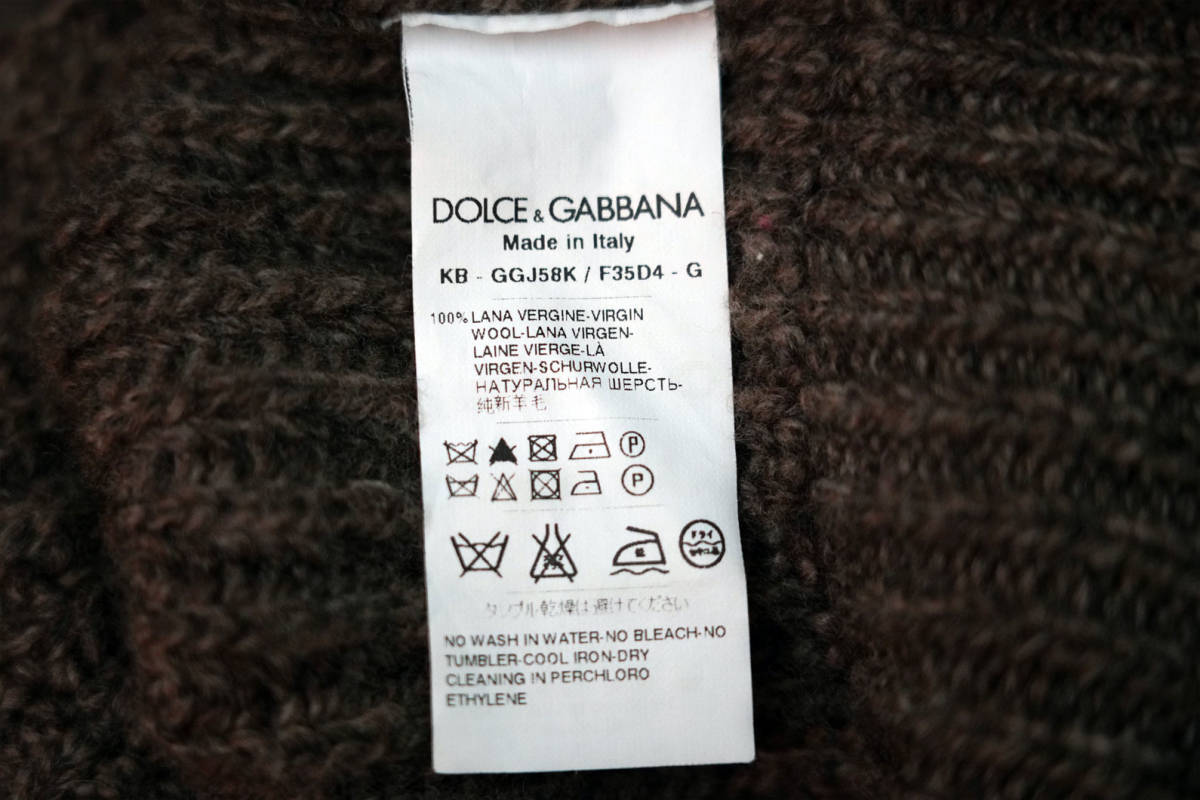 DOLCE & GABBANA
Made in Italy
KB - GGJ58K / F35D4 - G
100% LANA VERGINE-VIRGIN
WOOL-LANA VIRGEN-
LAINE VIERGE-LÀ
VIRGEN-SCHURWOLLE-
НАТУРАЛЬНАЯ ШЕРСТЬ-
纯新羊毛
P
P
ドライ
タンブル乾燥は避けてください
NO WASH IN WATER-NO BLEACH-NO
TUMBLER-COOL IRON-DRY
CLEANING IN PERCHLORO
ETHYLENE